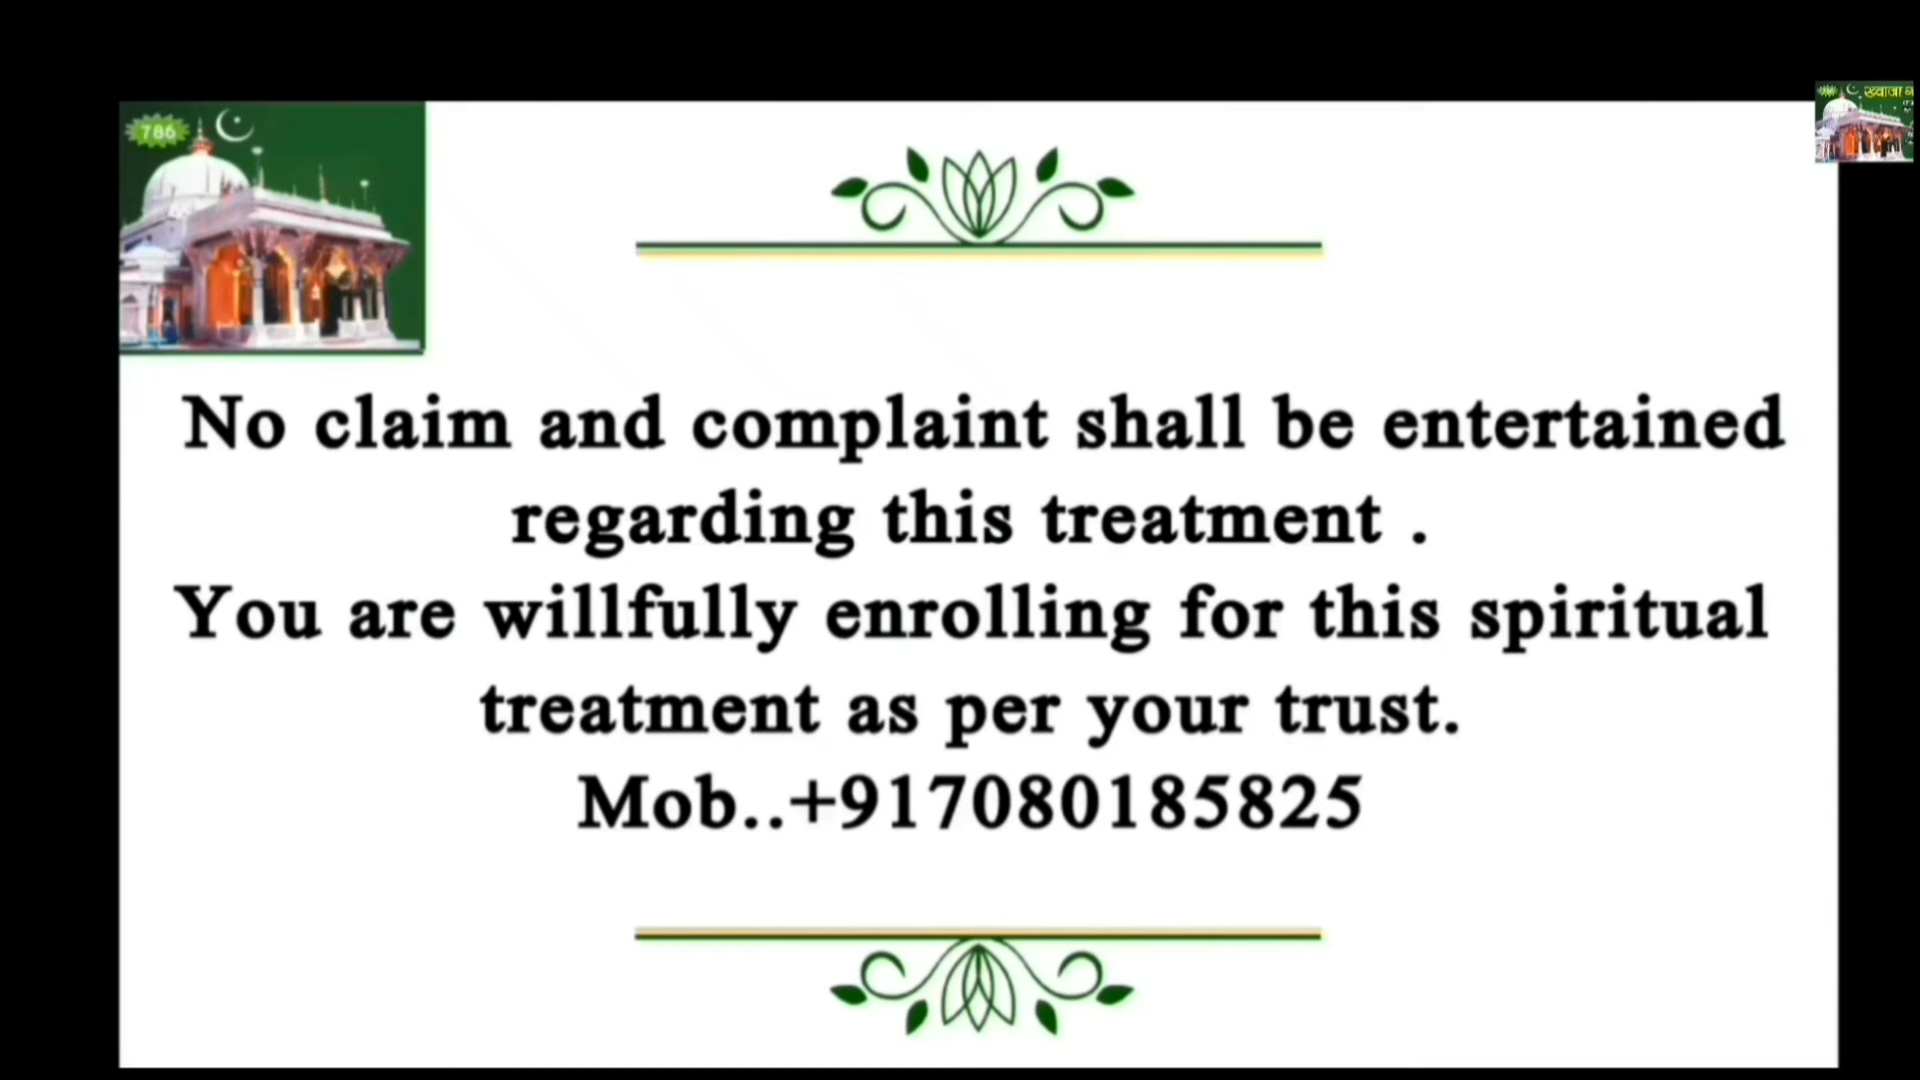 786
ख्वाजा ग
No claim and complaint shall be entertained
regarding this treatment .
You are willfully enrolling for this spiritual
treatment as per your trust.
Mob..+917080185825